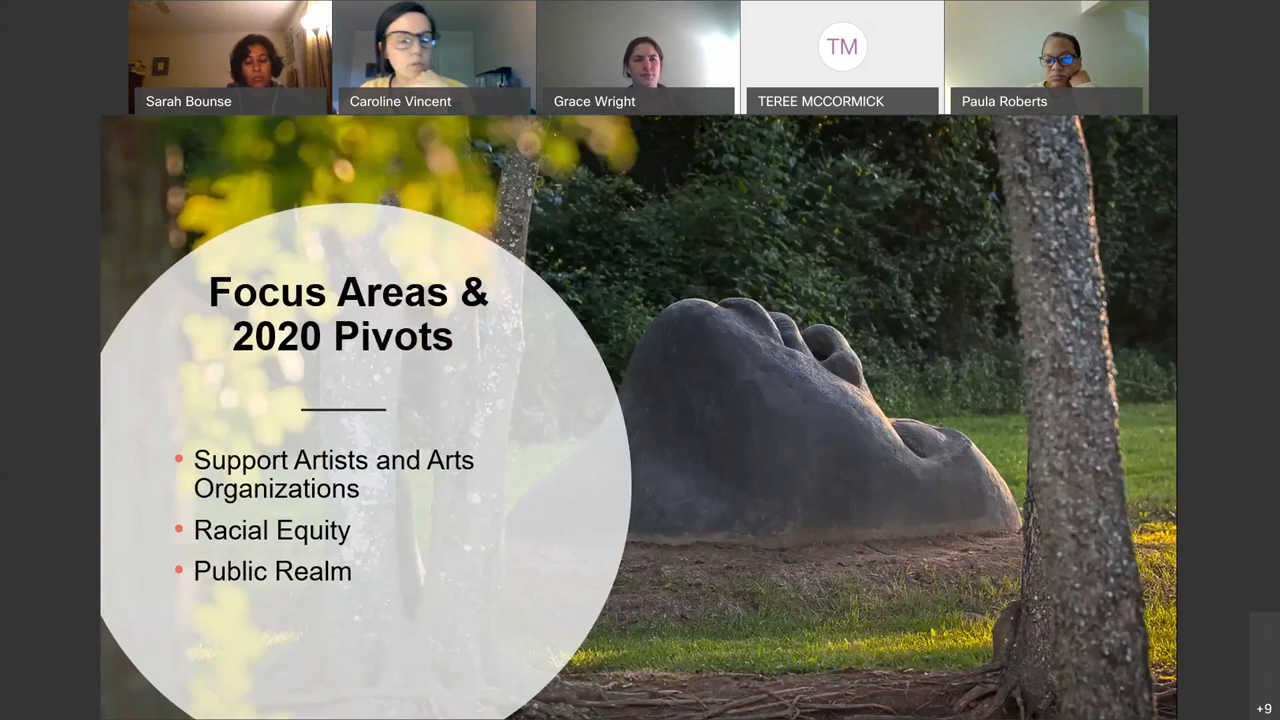 Sarah Bounse
Caroline Vincent
Grace Wright
TM
TEREE MCCORMICK
Paula Roberts
Focus Areas &
2020 Pivots
Support Artists and Arts
Organizations
Racial Equity
Public Realm
+9